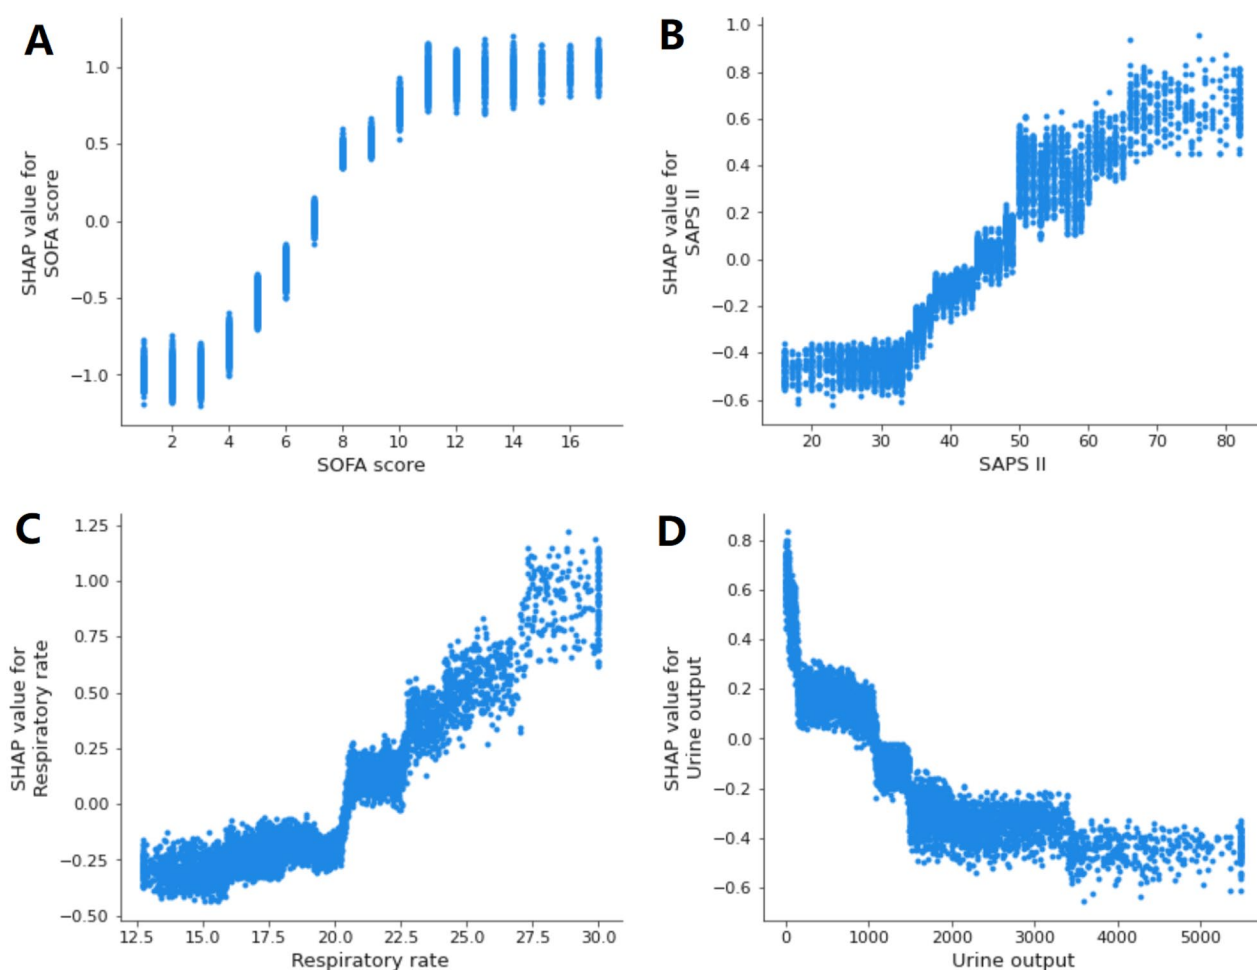 A
SHAP value for
SOFA score
1.0
0.5
0.0
−0.5
−1.0
2 4 6 8 10 12 14 16
SOFA score
B
SHAP value for
SAPS II
1.0
0.8
0.6
0.4
0.2
0.0
−0.2
−0.4
−0.6
20 30 40 50 60 70 80
SAPS II
C
SHAP value for
Respiratory rate
1.25
1.00
0.75
0.50
0.25
0.00
−0.25
−0.50
12.5 15.0 17.5 20.0 22.5 25.0 27.5 30.0
Respiratory rate
D
SHAP value for
Urine output
0.8
0.6
0.4
0.2
0.0
−0.2
−0.4
−0.6
0 1000 2000 3000 4000 5000
Urine output